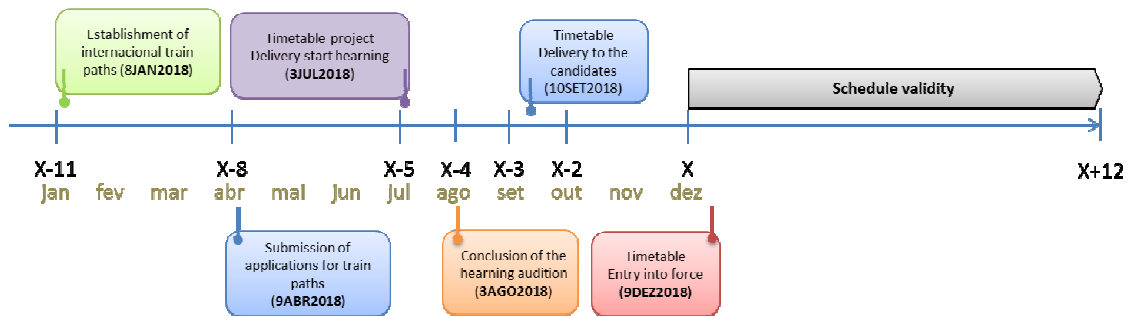 Establishment of
internacional train
paths (8JAN2018)
Timetable project
Delivery start hearning
(3JUL2018)
Timetable
Delivery to the
candidates
(10SET2018)
Schedule validity
X-11
X-8
X-5
X-4
X-3
X-2
X
X+12
Jan
fev
mar
abr
mai
Jun
jul
ago
set
out
nov
dez
Submission of
applications for train
paths
(9ABR2018)
Conclusion of the
hearning audition
(3AGO2018)
Timetable
Entry into force
(9DEZ2018)